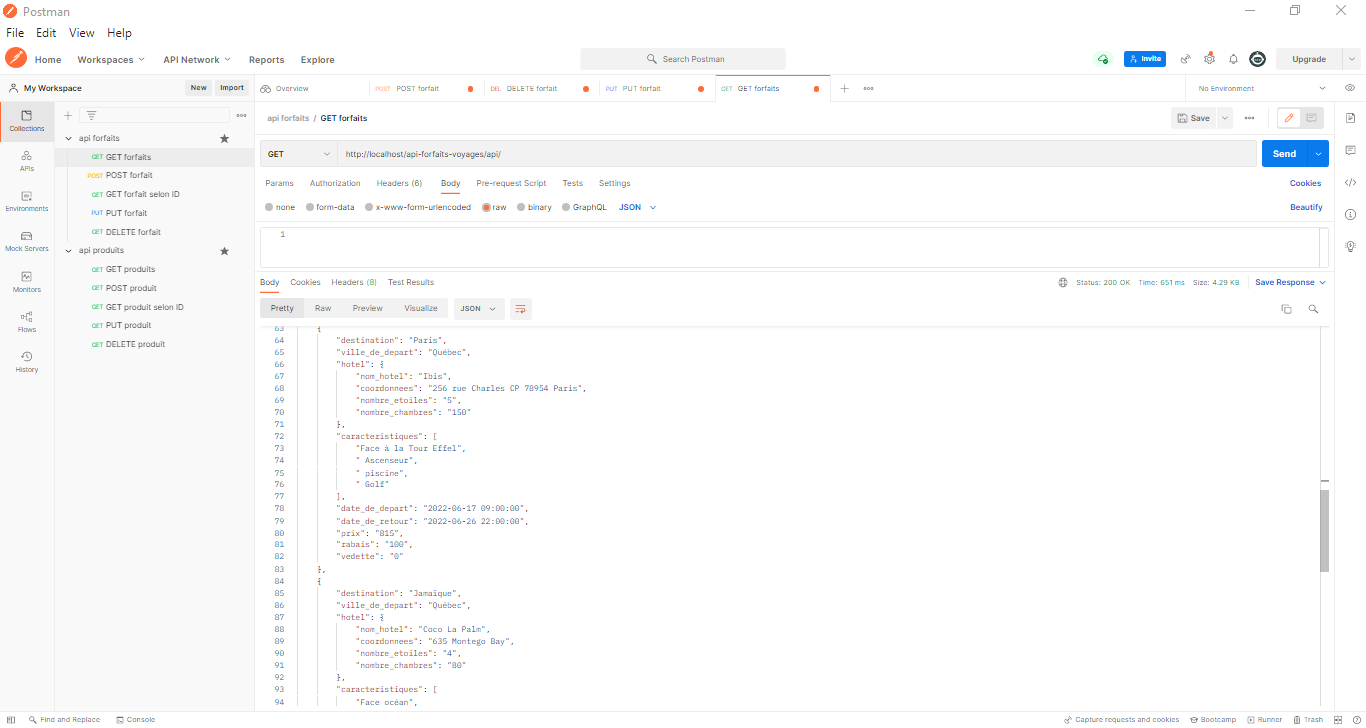 Postman
File Edit View Help
Home Workspaces API Network Reports Explore Search Postman Invite Upgrade
My Workspace New Import Overview POST POST forfait DEL DELETE forfait PUT PUT forfait GET GET forfaits No Environment
Collections
APIs
Environments
Mock Servers
Monitors
Flows
History
api forfaits
GET GET forfaits
POST POST forfait
GET GET forfait selon ID
PUT PUT forfait
GET DELETE forfait
api produits
GET GET produits
GET POST produit
GET GET produit selon ID
GET PUT produit
GET DELETE produit
api forfaits / GET forfaits Save
GET http://localhost/api-forfaits-voyages/api/ Send
Params Authorization Headers (6) Body Pre-request Script Tests Settings Cookies
none form-data x-www-form-urlencoded raw binary GraphQL JSON Beautify
1
Body Cookies Headers (8) Test Results Status: 200 OK Time: 651 ms Size: 4.29 KB Save Response
Pretty Raw Preview Visualize JSON
63 {
64 "destination": "Paris",
65 "ville_de_depart": "Québec",
66 "hotel": {
67 "nom_hotel": "Ibis",
68 "coordonnees": "256 rue Charles CP 78954 Paris",
69 "nombre_etoiles": "5",
70 "nombre_chambres": "150"
71 },
72 "caracteristiques": [
73 "Face à la Tour Effel",
74 " Ascenseur",
75 " piscine",
76 " Golf"
77 ],
78 "date_de_depart": "2022-06-17 09:00:00",
79 "date_de_retour": "2022-06-26 22:00:00",
80 "prix": "815",
81 "rabais": "100",
82 "vedette": "0"
83 },
84 {
85 "destination": "Jamaïque",
86 "ville_de_depart": "Québec",
87 "hotel": {
88 "nom_hotel": "Coco La Palm",
89 "coordonnees": "635 Montego Bay",
90 "nombre_etoiles": "4",
91 "nombre_chambres": "80"
92 },
93 "caracteristiques": [
94 "Face océan",
Find and Replace Console Capture requests and cookies Bootcamp Runner Trash